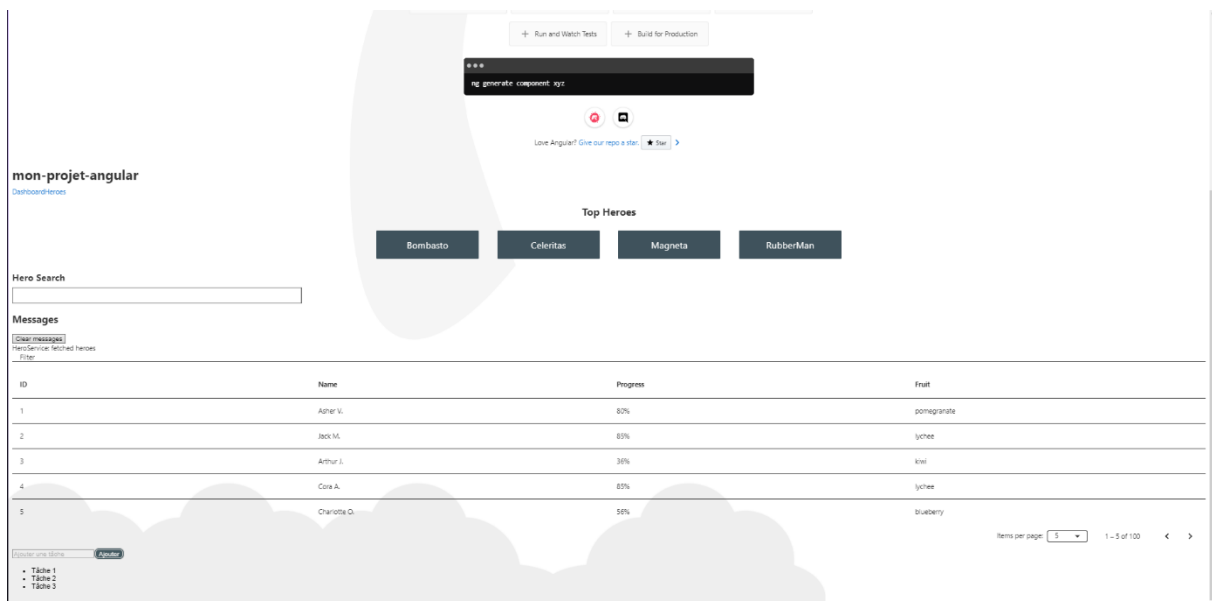 + Run and Watch Tests + Build for Production
ng generate component xyz
Love Angular? Give our repo a star. ★ Star >
mon-projet-angular
DashboardHeroes
Top Heroes
Bombasto Celeritas Magneta RubberMan
Hero Search
Messages
Clear messages
HeroService: fetched heroes
Filter
ID Name Progress Fruit
1 Asher V. 80% pomegranate
2 Jack M. 85% lychee
3 Arthur J. 36% kiwi
4 Cora A. 85% lychee
5 Charlotte O. 56% blueberry
Items per page: 5 1 – 5 of 100 < >
Ajouter une tâche Ajouter
• Tâche 1
• Tâche 2
• Tâche 3